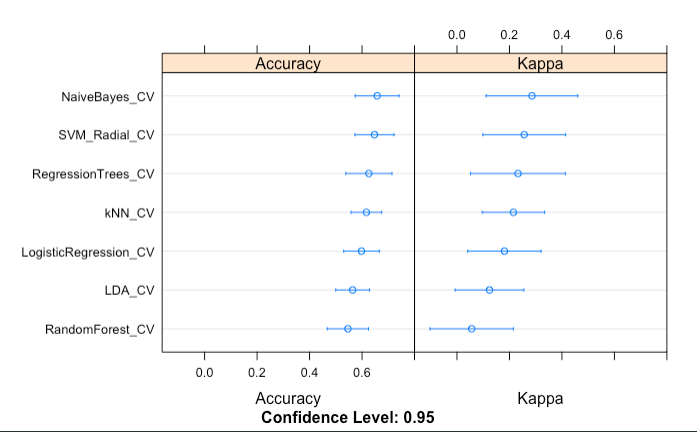 0.0 0.2 0.4 0.6
Accuracy Kappa
NaiveBayes_CV
SVM_Radial_CV
RegressionTrees_CV
kNN_CV
LogisticRegression_CV
LDA_CV
RandomForest_CV
0.0 0.2 0.4 0.6
Accuracy Kappa
Confidence Level: 0.95